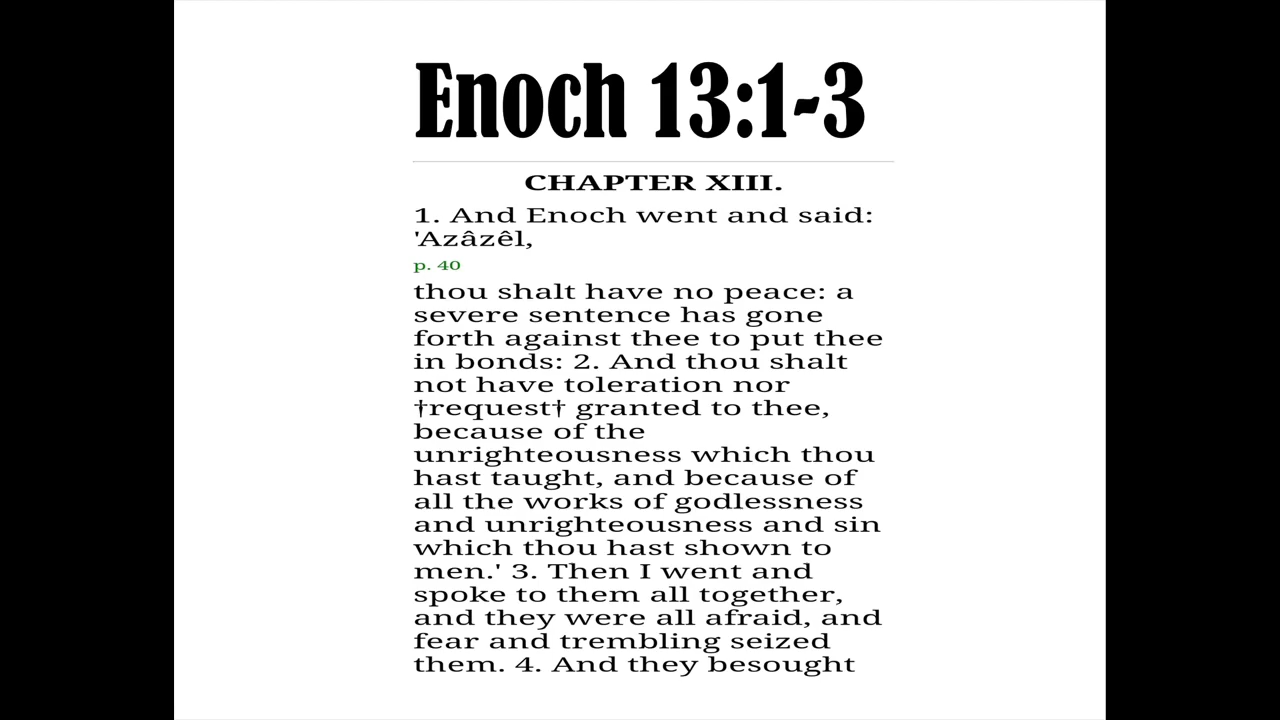 Enoch 13:1-3
CHAPTER XIII.
1. And Enoch went and said:
'Azâzêl,
p. 40
thou shalt have no peace: a
severe sentence has gone
forth against thee to put thee
in bonds: 2. And thou shalt
not have toleration nor
†request† granted to thee,
because of the
unrighteousness which thou
hast taught, and because of
all the works of godlessness
and unrighteousness and sin
which thou hast shown to
men.' 3. Then I went and
spoke to them all together,
and they were all afraid, and
fear and trembling seized
them. 4. And they besought